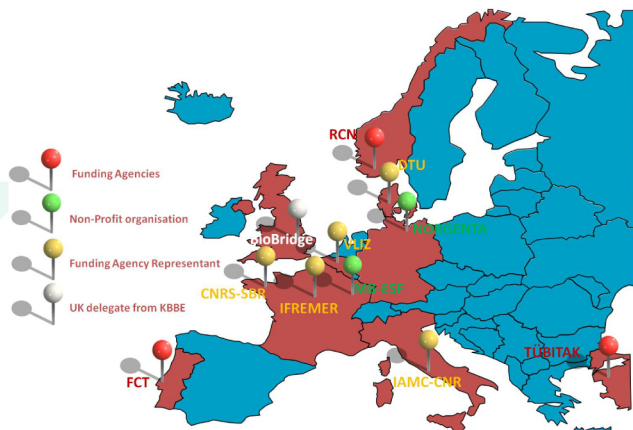 RCN
DTU
Funding Agencies
NORGENTA
Non-Profit organisation
BioBridge
VLIZ
Funding Agency Representant
CNRS-SBR
IFREMER
MB-ESF
UK delegate from KBBE
FCT
IAMC-CNR
TÜBITAK